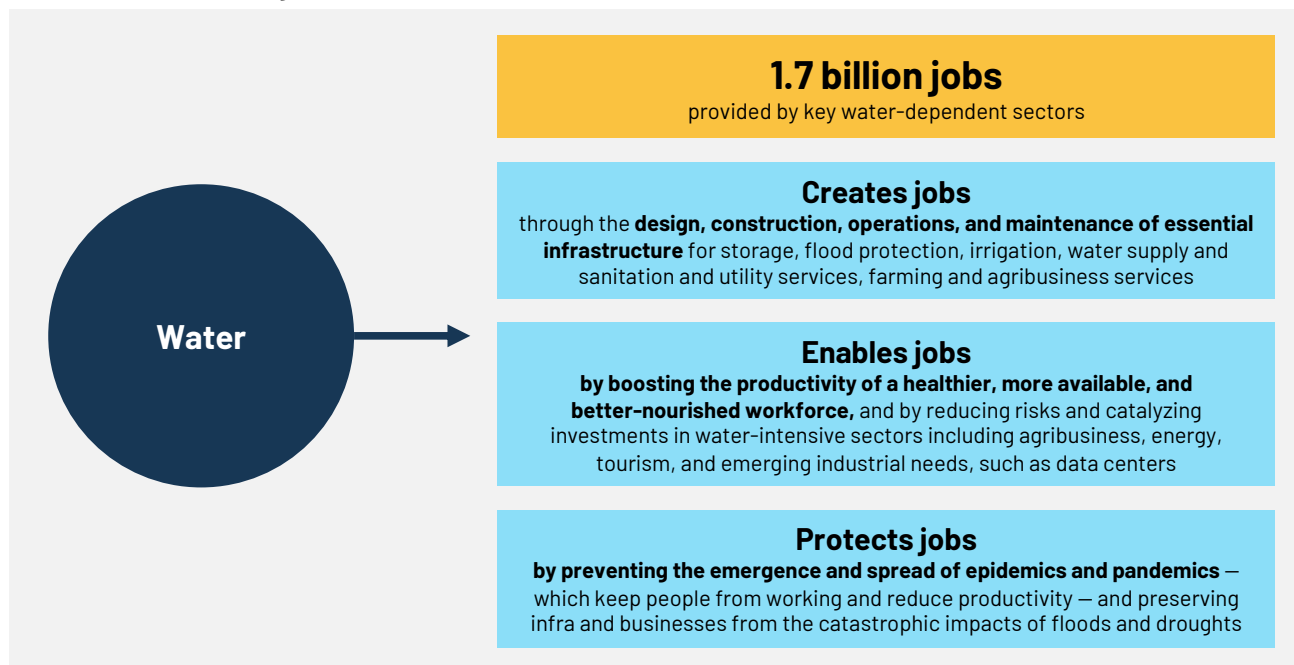 1.7 billion jobs
provided by key water-dependent sectors
Creates jobs
through the design, construction, operations, and maintenance of essential
infrastructure for storage, flood protection, irrigation, water supply and
sanitation and utility services, farming and agribusiness services
Water
Enables jobs
by boosting the productivity of a healthier, more available, and
better-nourished workforce, and by reducing risks and catalyzing
investments in water-intensive sectors including agribusiness, energy,
tourism, and emerging industrial needs, such as data centers
Protects jobs
by preventing the emergence and spread of epidemics and pandemics —
which keep people from working and reduce productivity — and preserving
infra and businesses from the catastrophic impacts of floods and droughts